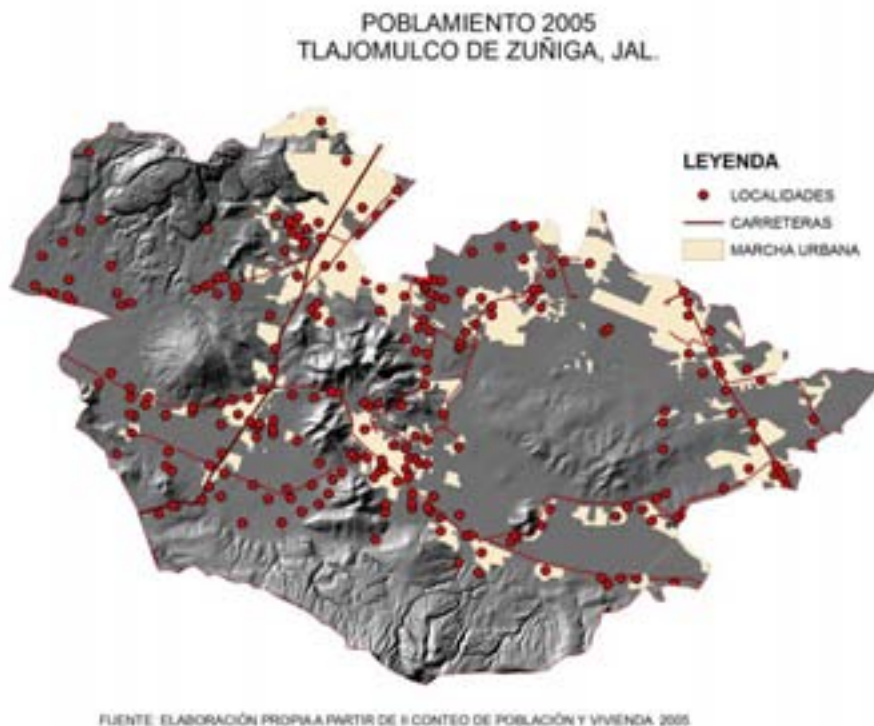 POBLAMIENTO 2005
TLAJOMULCO DE ZUÑIGA, JAL.
LEYENDA
LOCALIDADES
CARRETERAS
MARCHA URBANA
FUENTE: ELABORACIÓN PROPIA A PARTIR DE II CONTEO DE POBLACIÓN Y VIVIENDA 2005